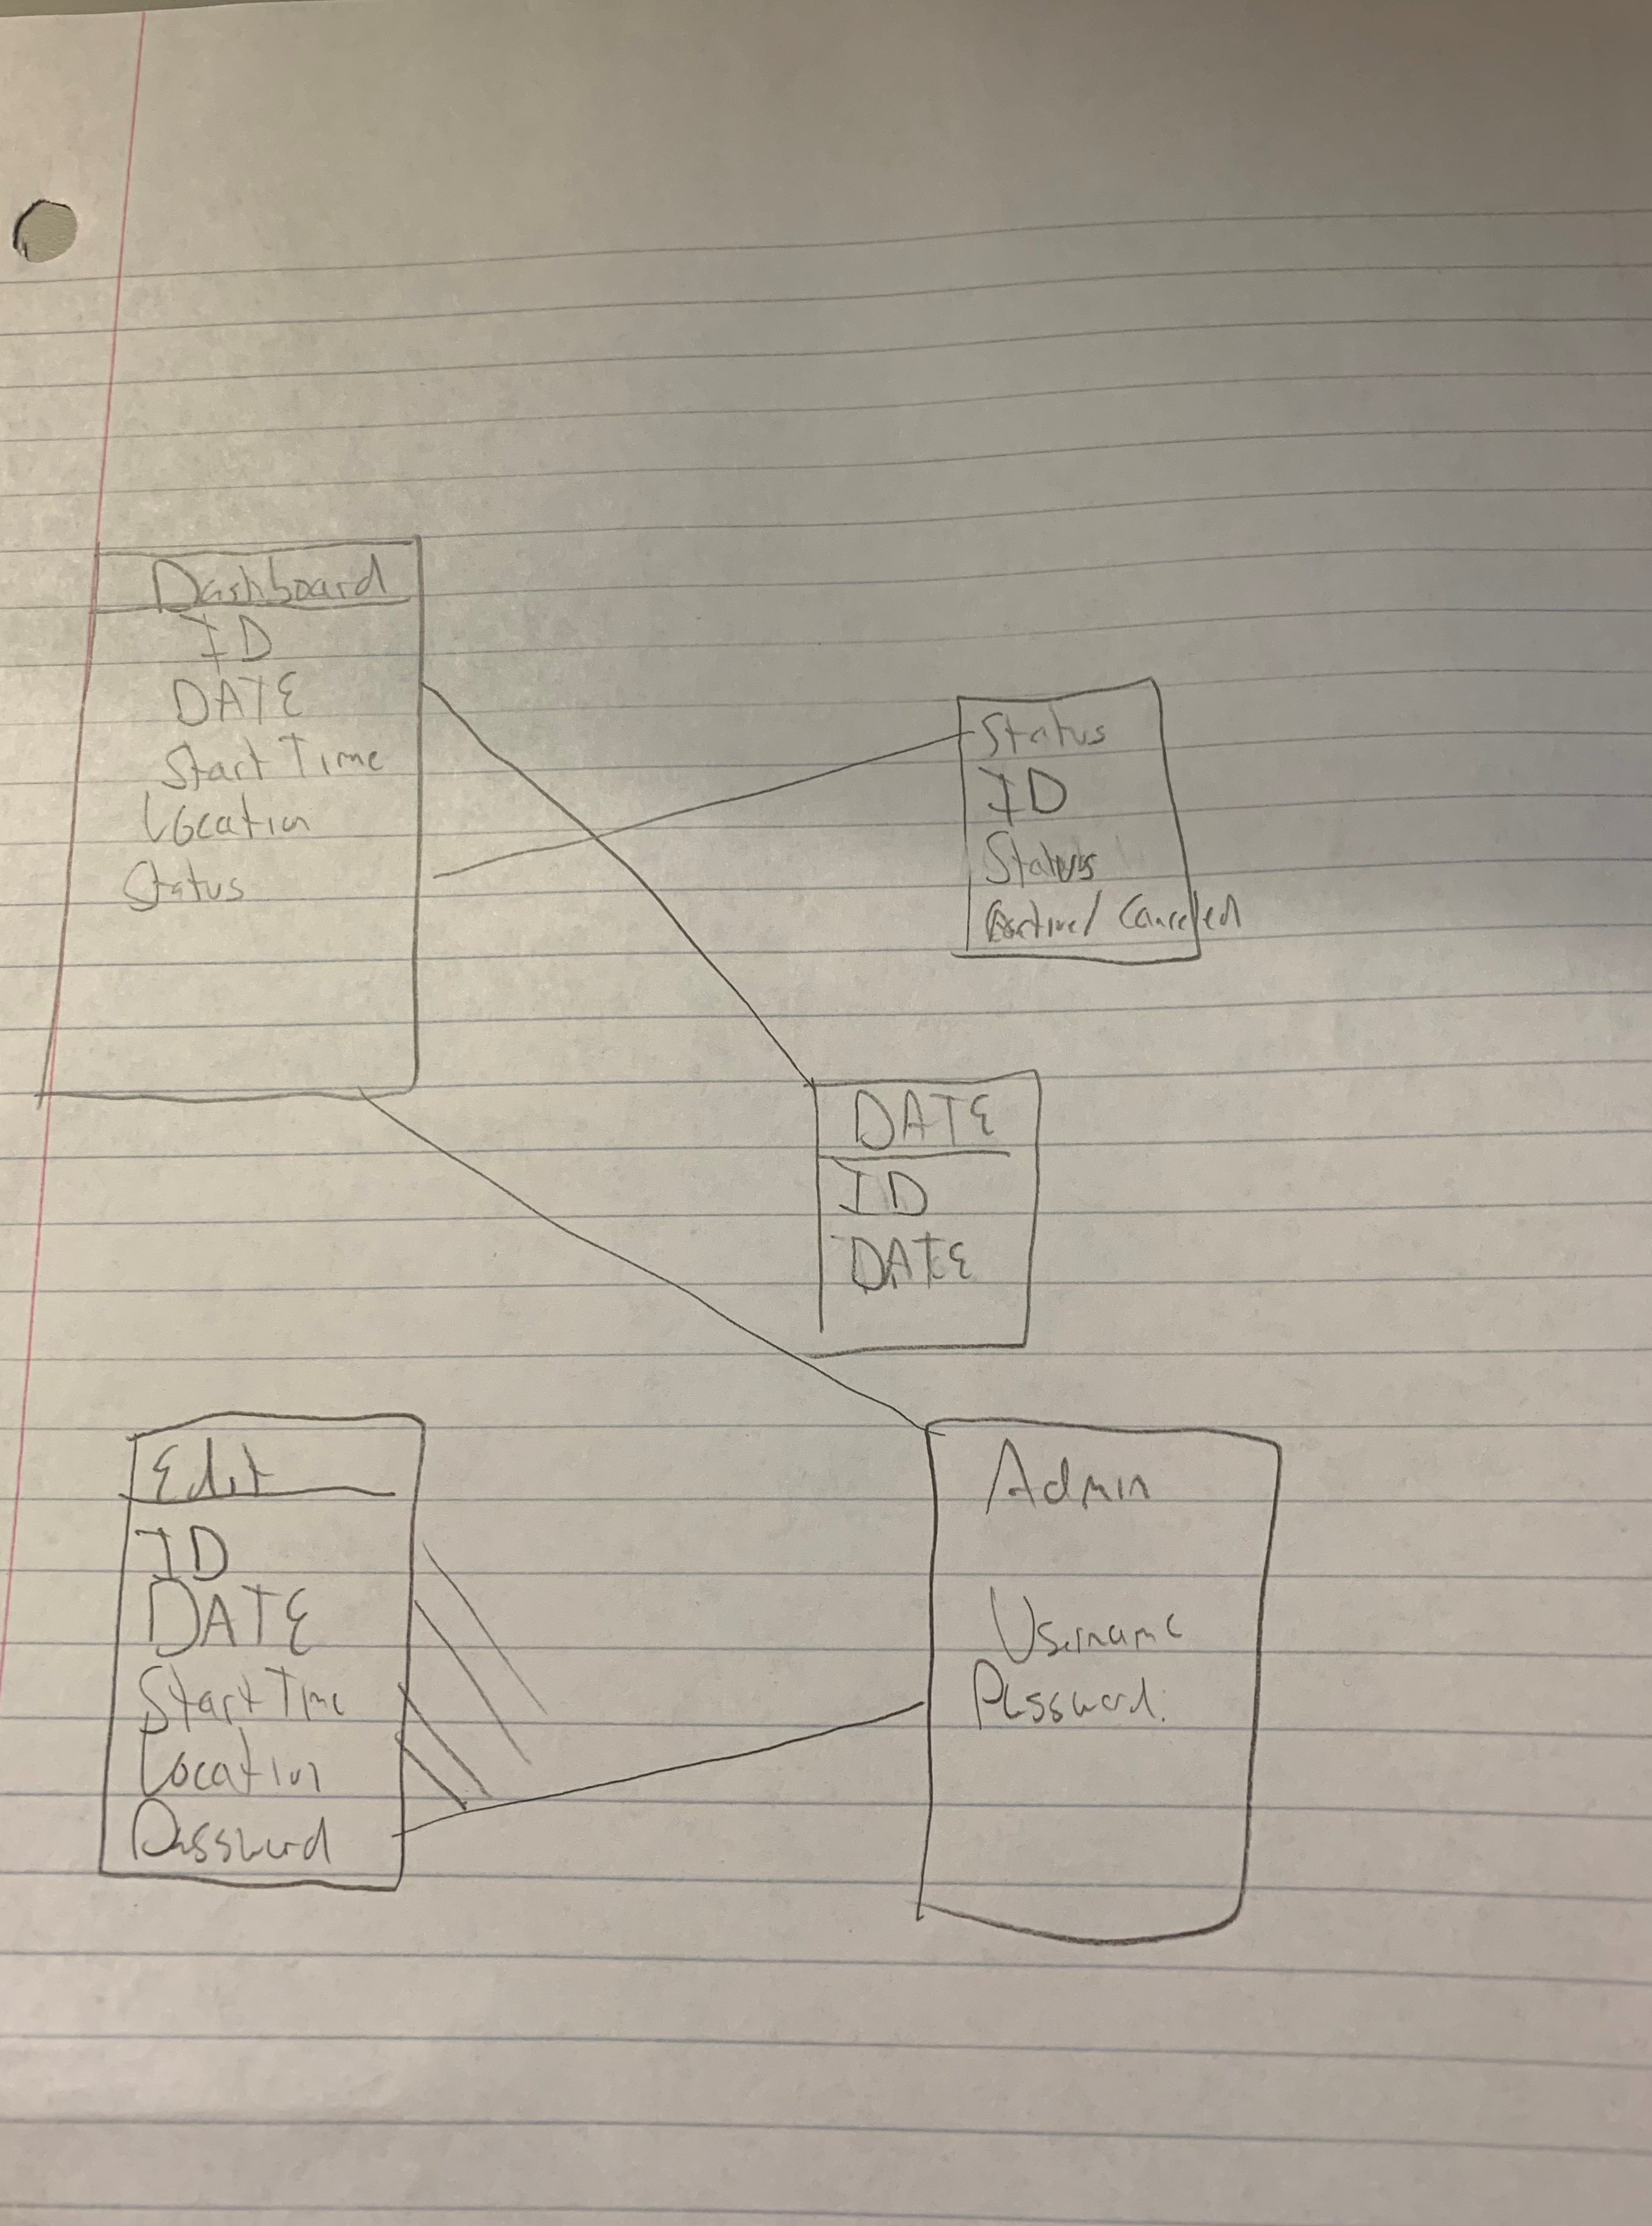 Dashboard
ID
DATE
Start Time
Location
Status
Status
ID
Status
Active/ Canceled
DATE
ID
DATE
Edit
ID
DATE
Start Time
Location
Password
Admin
Username
Password